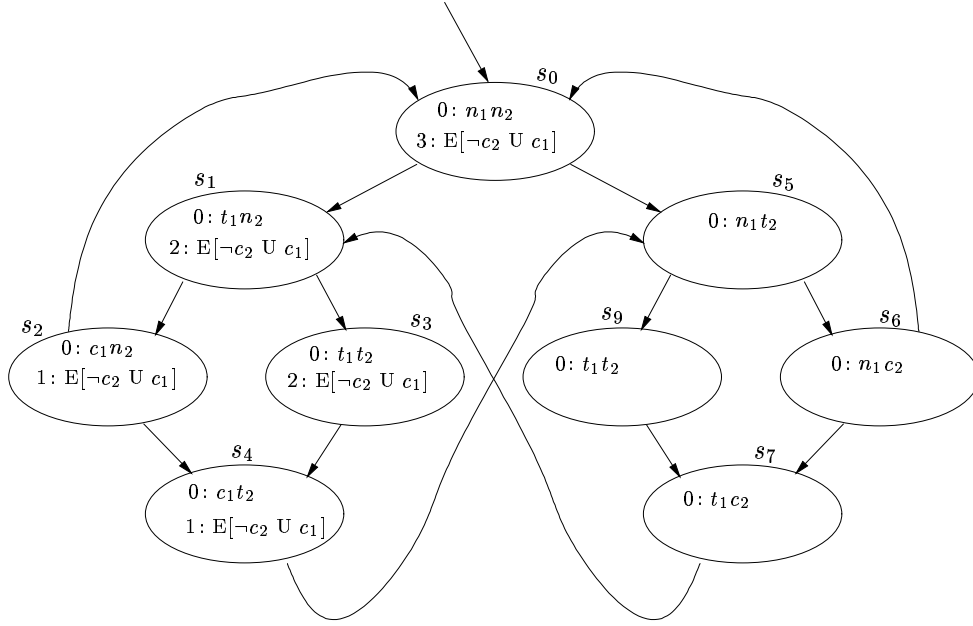 s₀
0: n₁n₂
3: E[¬c₂ U c₁]
s₁
0: t₁n₂
2: E[¬c₂ U c₁]
s₅
0: n₁t₂
s₂
0: c₁n₂
1: E[¬c₂ U c₁]
s₃
0: t₁t₂
2: E[¬c₂ U c₁]
s₉
0: t₁t₂
s₆
0: n₁c₂
s₄
0: c₁t₂
1: E[¬c₂ U c₁]
s₇
0: t₁c₂